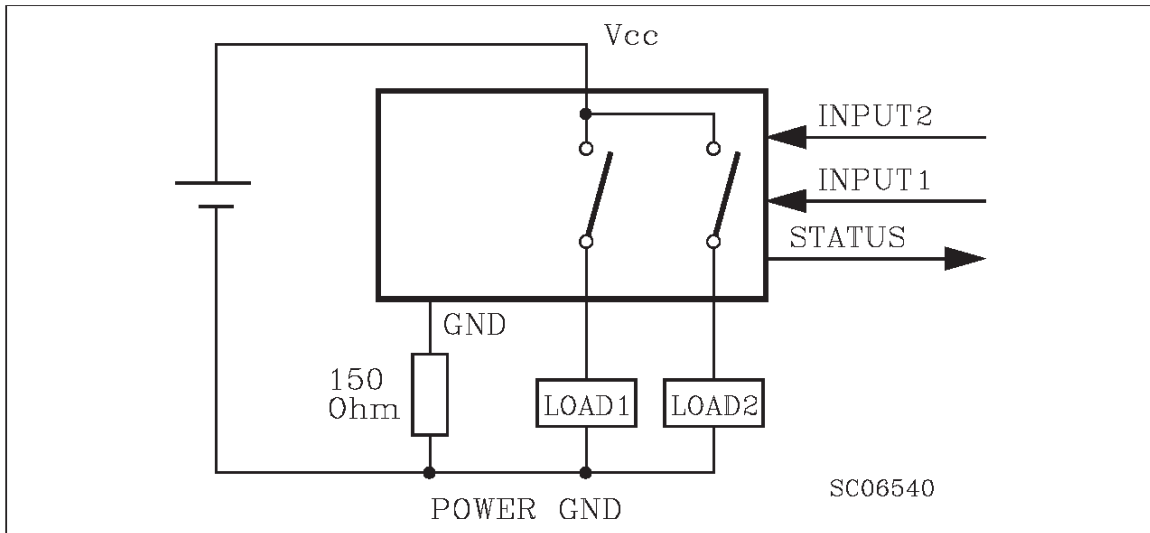 Vcc
INPUT2
INPUT1
STATUS
GND
150
Ohm
LOAD1
LOAD2
POWER GND
SC06540